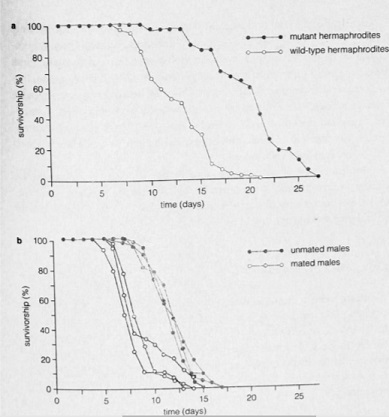 a
mutant hermaphrodites
wild-type hermaphrodites
survivorship (%)
100
80
60
40
20
0
0 5 10 15 20 25
time (days)
b
unmated males
mated males
survivorship (%)
100
80
60
40
20
0
0 5 10 15 20 25
time (days)